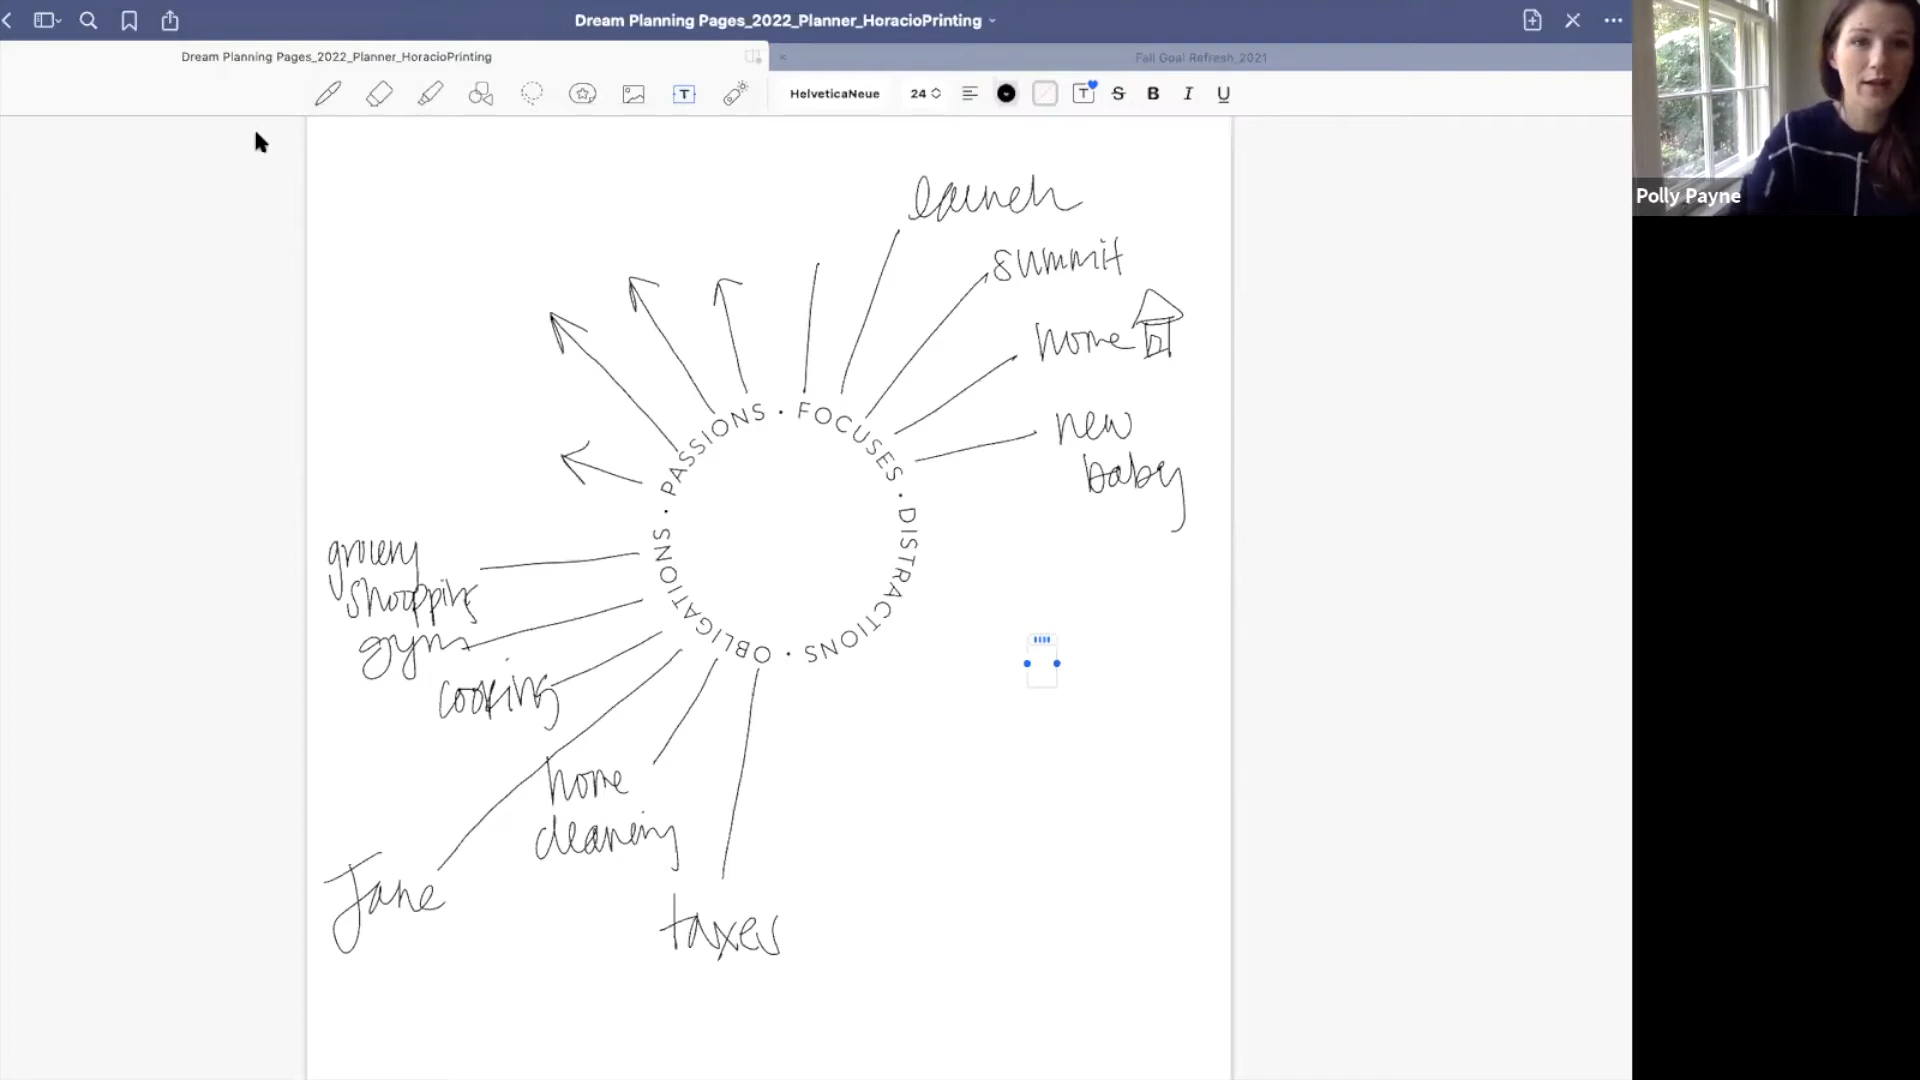 Dream Planning Pages_2022_Planner_HoracioPrinting
Dream Planning Pages_2022_Planner_HoracioPrinting
Fall Goal Refresh_2021
HelveticaNeue 24 T S B I U
Polly Payne
launch
summit
home
new
baby
PASSIONS · FOCUSES · DISTRACTIONS · OBLIGATIONS ·
grocery
shopping
gym
cooking
home
cleaning
Jane
taxes